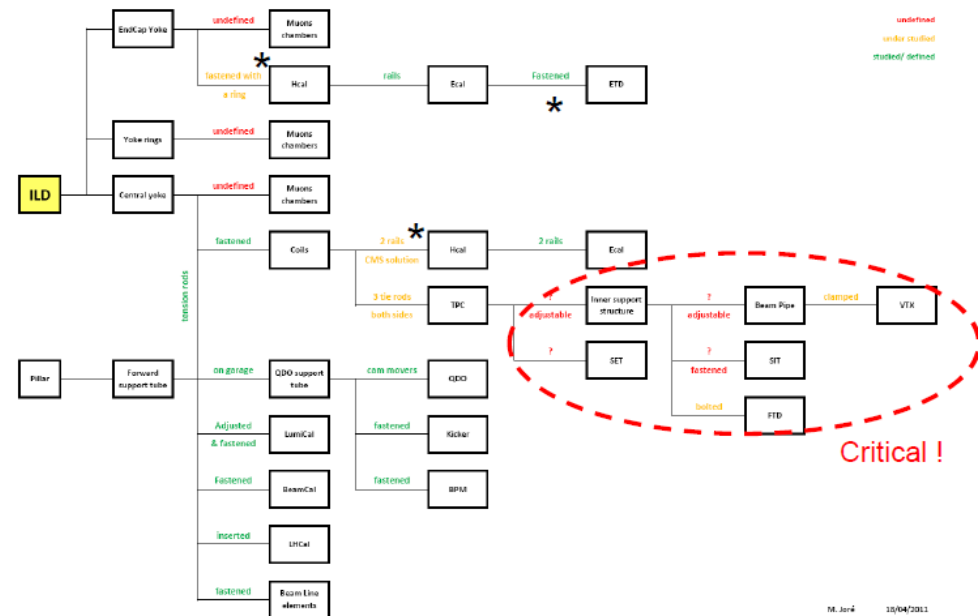 EndCap Yoke
undefined
Muons
chambers
undefined
under studied
studied/ defined
*
fastened with
a ring
Hcal
rails
Ecal
Fastened
*
ETD
Yoke rings
undefined
Muons
chambers
ILD
Central yoke
undefined
Muons
chambers
fastened
Coils
2 rails
CMS solution
*
Hcal
2 rails
Ecal
tension rods
3 tie rods
both sides
TPC
?
adjustable
Inner support
structure
?
adjustable
Beam Pipe
clamped
VTX
?
SET
?
fastened
SIT
Pillar
Forward
support tube
on garage
QDO support
tube
cam movers
QDO
bolted
FTD
Adjusted
& fastened
LumiCal
fastened
Kicker
Critical !
Fastened
BeamCal
fastened
BPM
inserted
LHCal
fastened
Beam Line
elements
M. Joré 18/04/2011